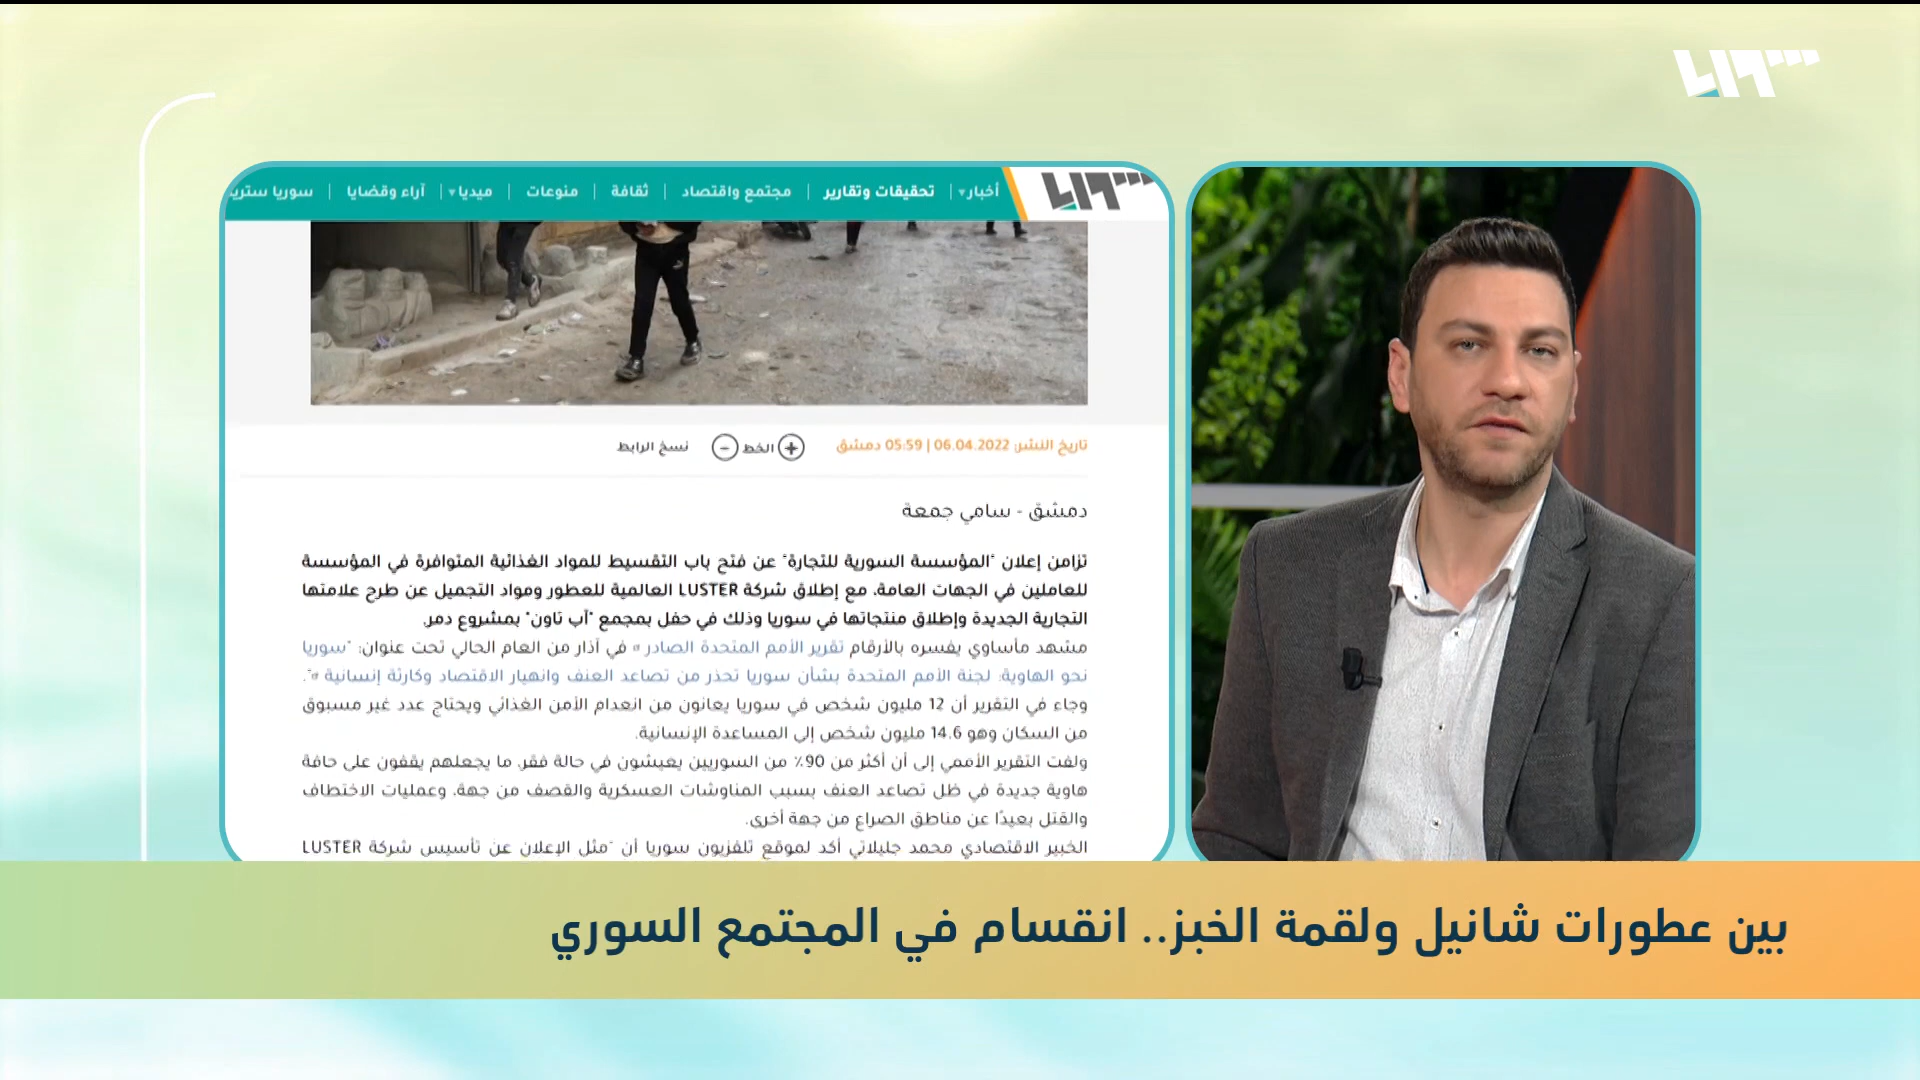 أخبار | تحقيقات وتقارير | مجتمع واقتصاد | ثقافة | منوعات | ميديا | آراء وقضايا | سوريا ستريت
تاريخ النشر: 06.04.2022 | 05:59 دمشق + الخط - نسخ الرابط
دمشق - سامي جمعة
تزامن إعلان "المؤسسة السورية للتجارة" عن فتح باب التقسيط للمواد الغذائية المتوافرة في المؤسسة
للعاملين في الجهات العامة، مع إطلاق شركة LUSTER العالمية للعطور ومواد التجميل عن طرح علامتها
التجارية الجديدة وإطلاق منتجاتها في سوريا وذلك في حفل بمجمع "آب تاون" بمشروع دمر.
مشهد مأساوي يفسره بالأرقام تقرير الأمم المتحدة الصادر في آذار من العام الحالي تحت عنوان: "سوريا
نحو الهاوية: لجنة الأمم المتحدة بشأن سوريا تحذر من تصاعد العنف وانهيار الاقتصاد وكارثة إنسانية".
وجاء في التقرير أن 12 مليون شخص في سوريا يعانون من انعدام الأمن الغذائي ويحتاج عدد غير مسبوق
من السكان وهو 14.6 مليون شخص إلى المساعدة الإنسانية.
ولفت التقرير الأممي إلى أن أكثر من 90٪ من السوريين يعيشون في حالة فقر، ما يجعلهم يقفون على حافة
هاوية جديدة في ظل تصاعد العنف بسبب المناوشات العسكرية والقصف من جهة، وعمليات الاختطاف
والقتل بعيدًا عن مناطق الصراع من جهة أخرى.
الخبير الاقتصادي محمد جليلاتي أكد لموقع تلفزيون سوريا أن "مثل الإعلان عن تأسيس شركة LUSTER
بين عطورات شانيل ولقمة الخبز.. انقسام في المجتمع السوري